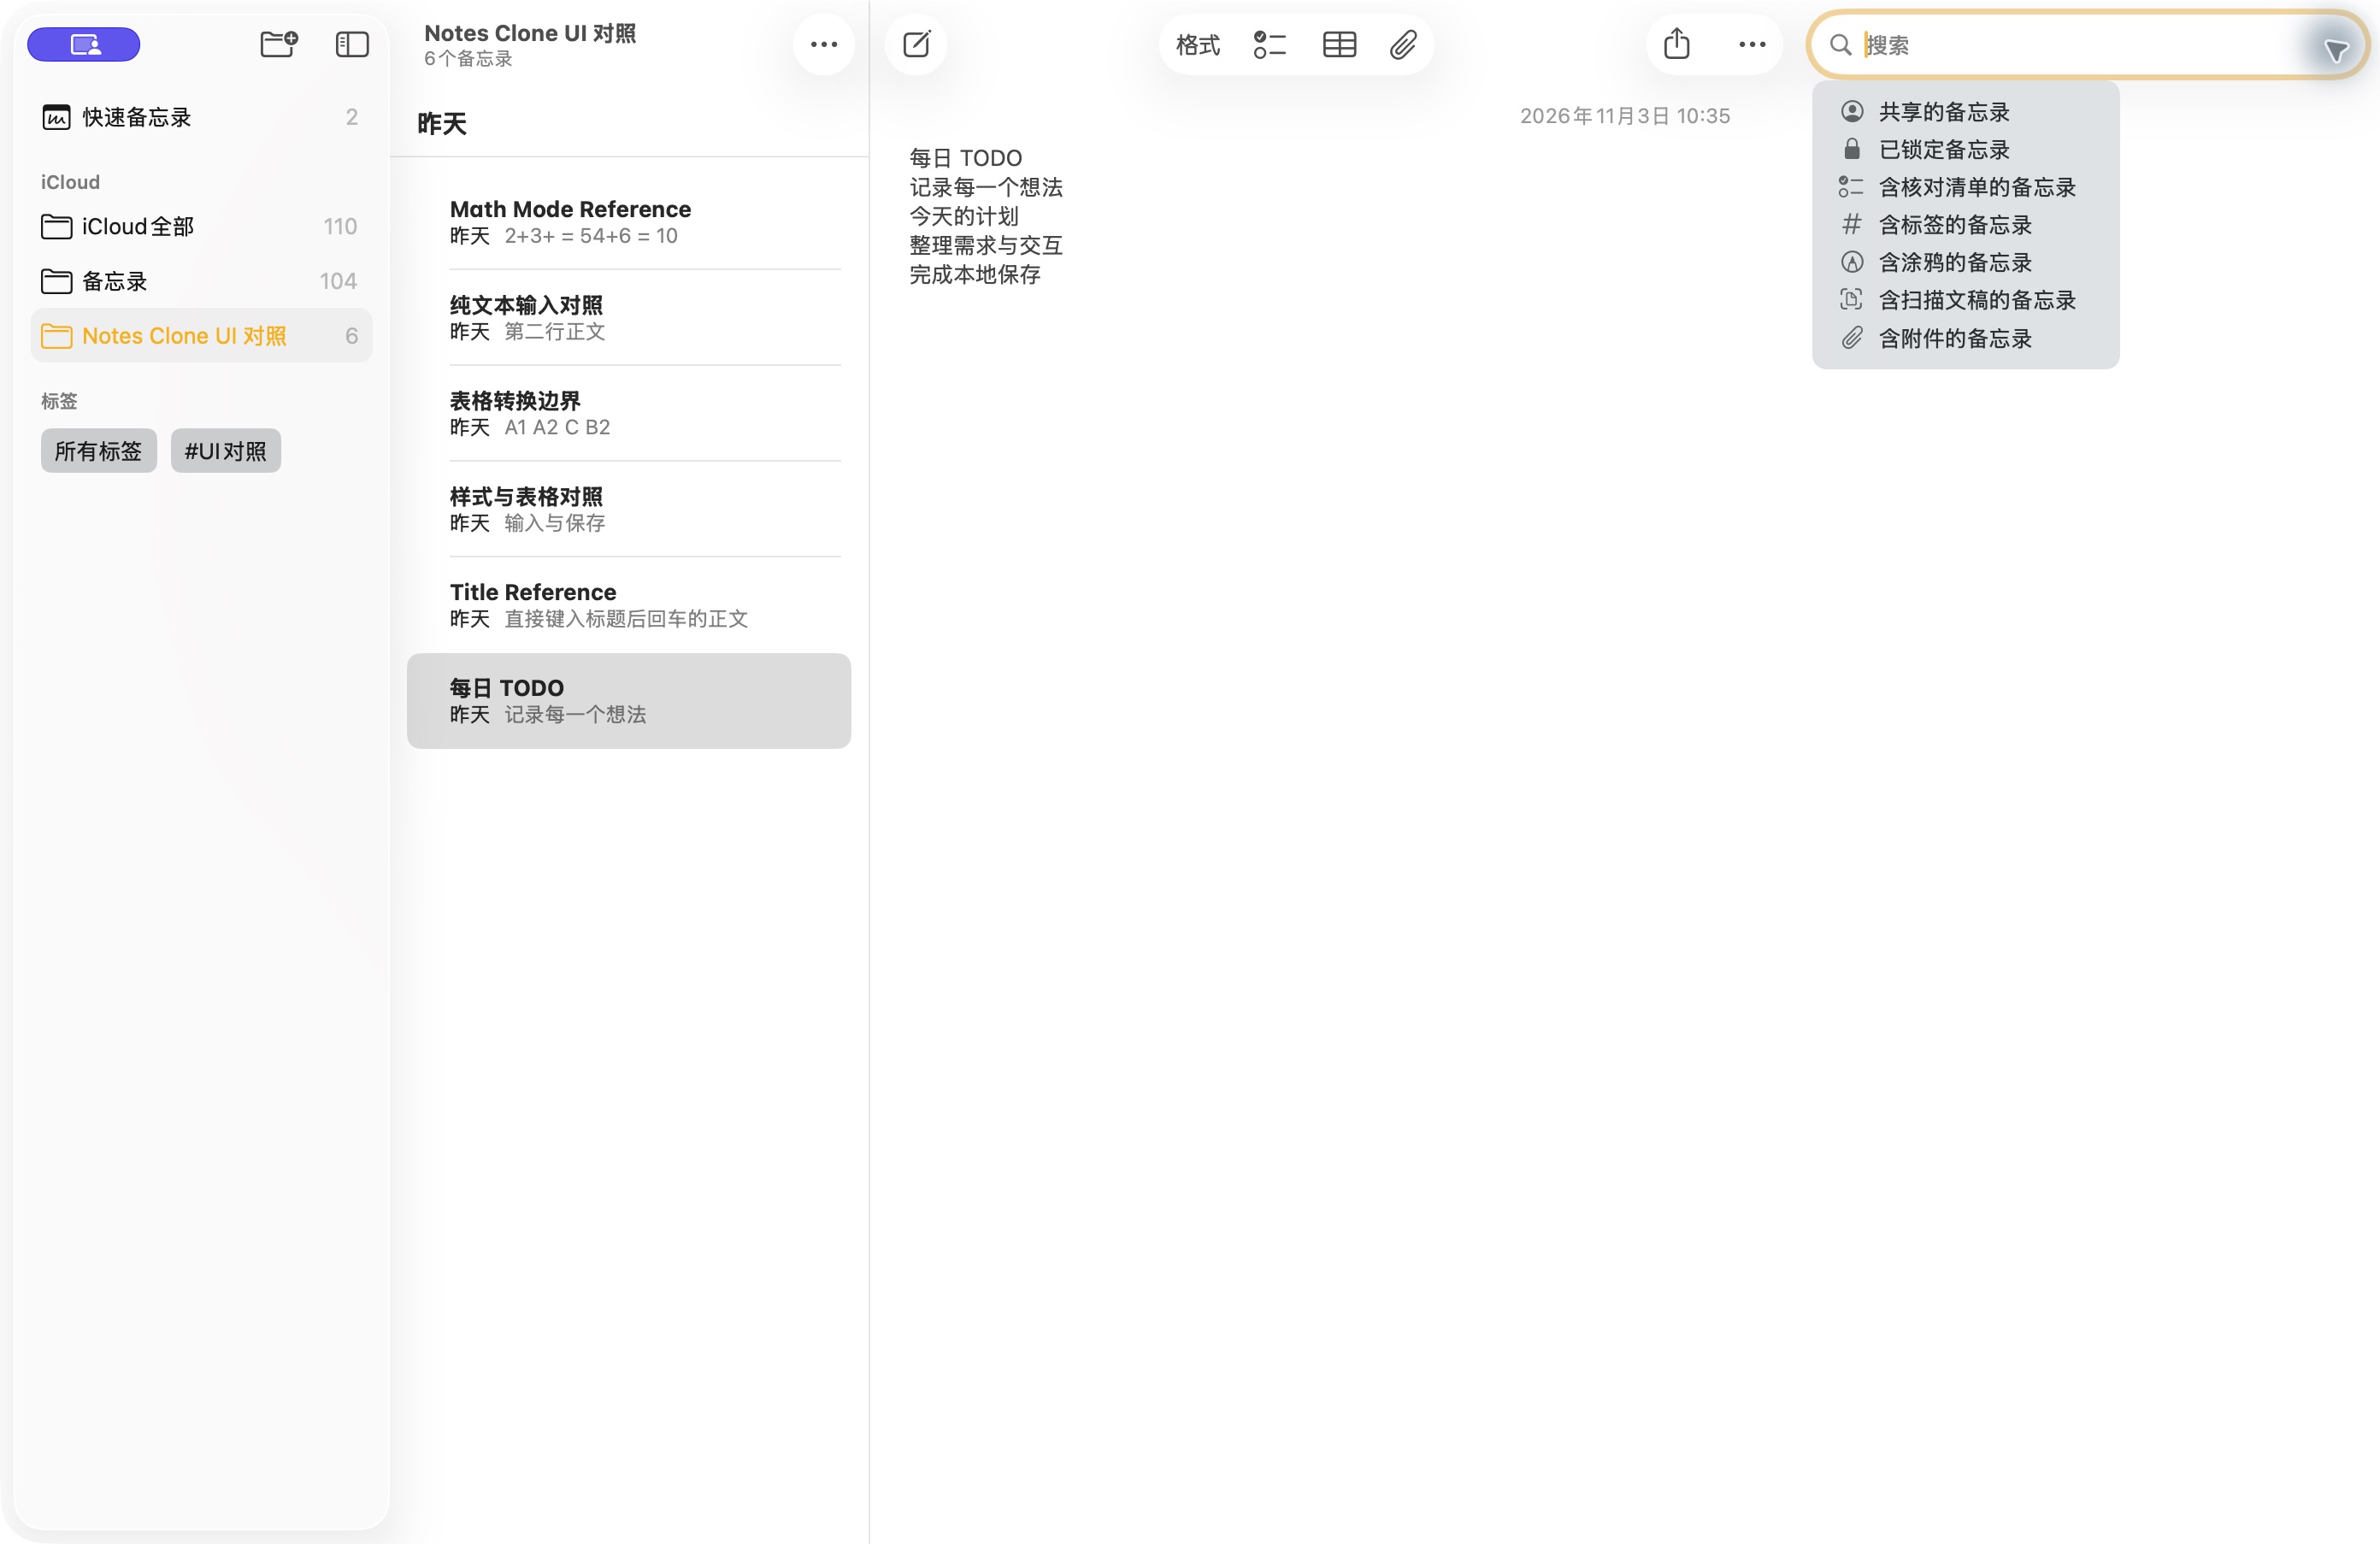 快速备忘录 2
iCloud
iCloud全部 110
备忘录 104
Notes Clone UI 对照 6
标签
所有标签 #UI对照
Notes Clone UI 对照
6个备忘录
昨天
Math Mode Reference
昨天 2+3+ = 54+6 = 10
纯文本输入对照
昨天 第二行正文
表格转换边界
昨天 A1 A2 C B2
样式与表格对照
昨天 输入与保存
Title Reference
昨天 直接键入标题后回车的正文
每日 TODO
昨天 记录每一个想法
格式
搜索
2026年11月3日 10:35
每日 TODO
记录每一个想法
今天的计划
整理需求与交互
完成本地保存
共享的备忘录
已锁定备忘录
含核对清单的备忘录
含标签的备忘录
含涂鸦的备忘录
含扫描文稿的备忘录
含附件的备忘录